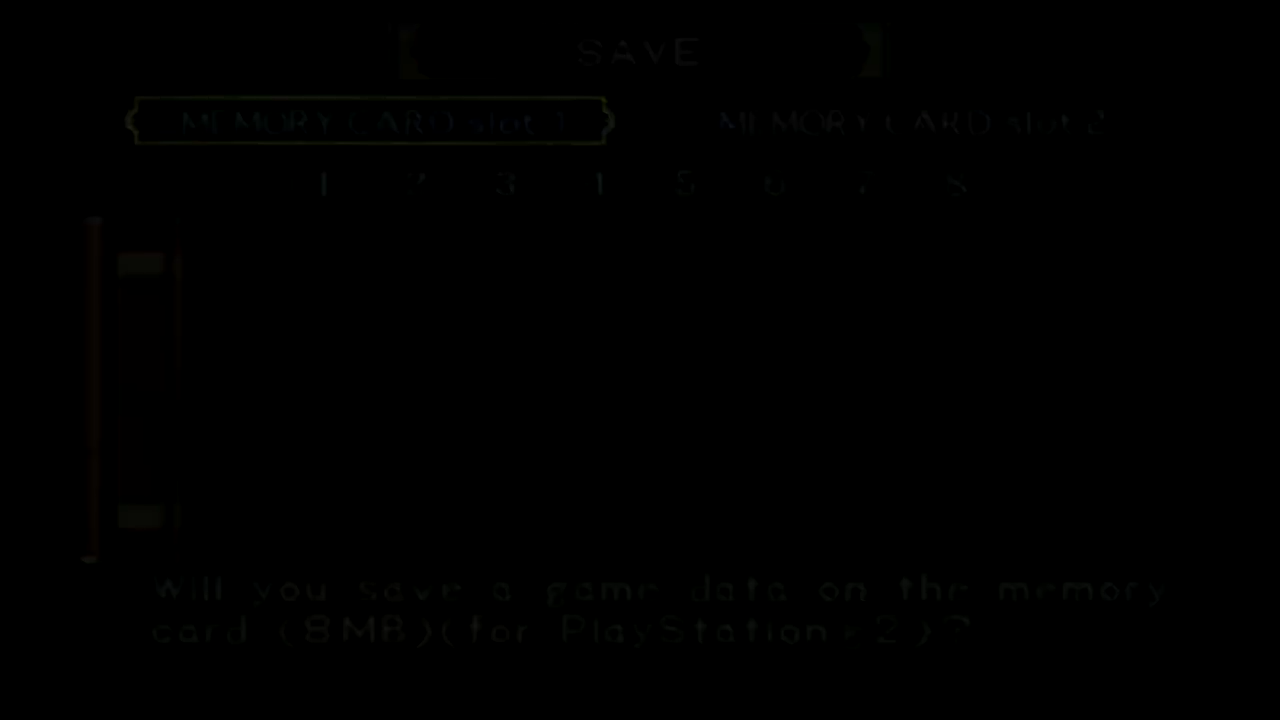 SAVE
MEMORY CARD slot 1 MEMORY CARD slot 2
1 2 3 4 5 6 7 8
Will you save a game data on the memory
card (8MB)(for PlayStation®2)?